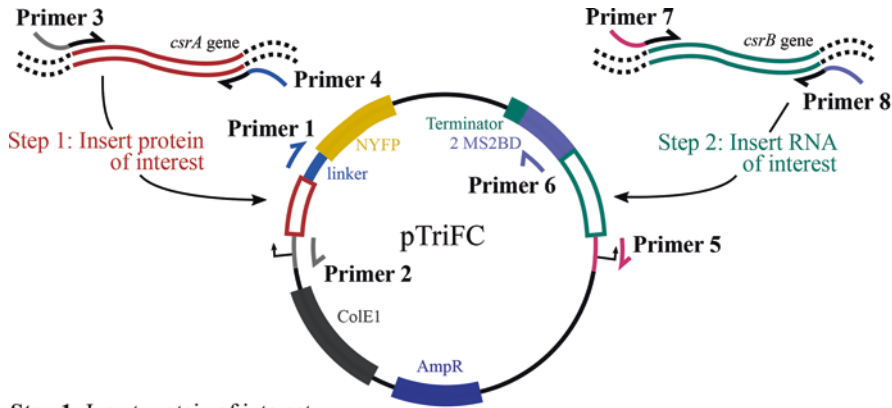 Primer 3
csrA gene
Primer 4
Step 1: Insert protein
of interest
Primer 1
NYFP
linker
Primer 2
ColE1
AmpR
pTriFC
Terminator
2 MS2BD
Primer 6
Primer 5
Primer 7
csrB gene
Primer 8
Step 2: Insert RNA
of interest